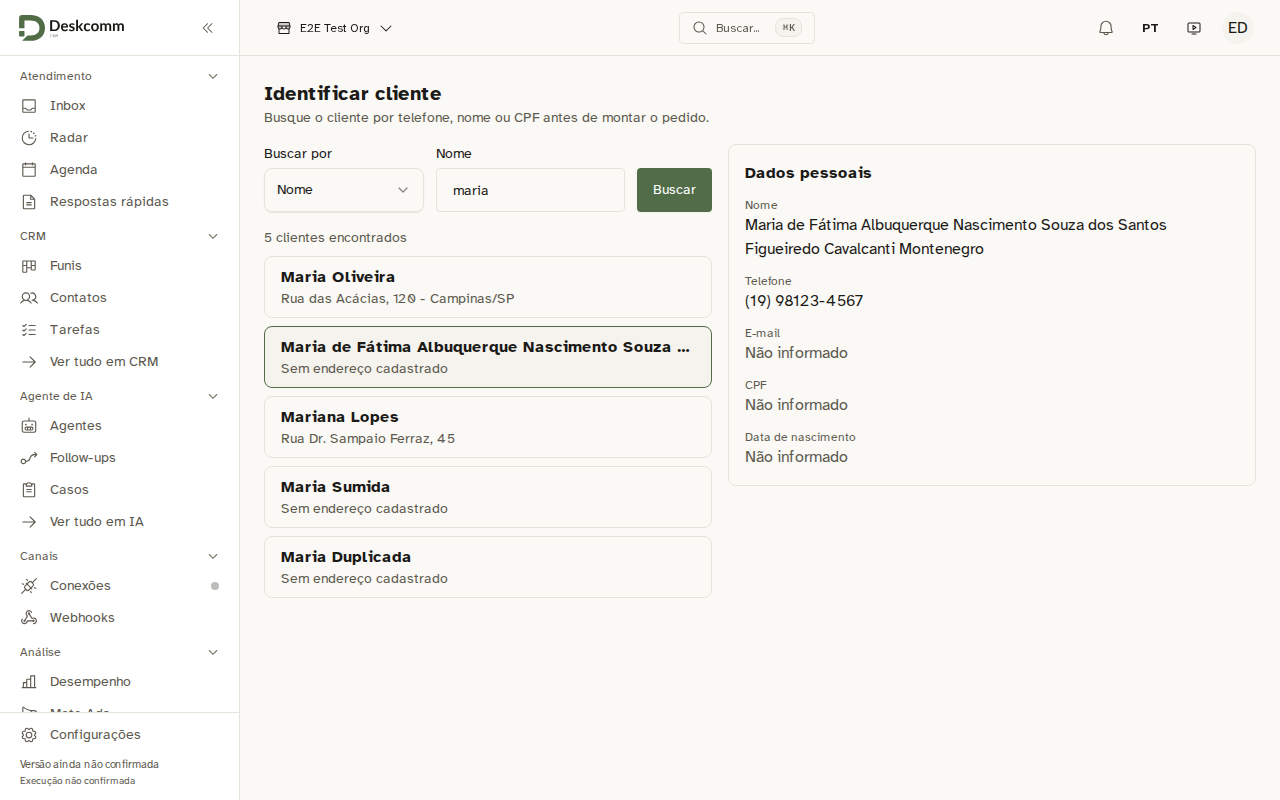 Deskcomm
E2E Test Org
Buscar...
⌘K
PT
ED
Atendimento
Inbox
Radar
Agenda
Respostas rápidas
CRM
Funis
Contatos
Tarefas
Ver tudo em CRM
Agente de IA
Agentes
Follow-ups
Casos
Ver tudo em IA
Canais
Conexões
Webhooks
Análise
Desempenho
Meta Ads
Configurações
Versão ainda não confirmada
Execução não confirmada
Identificar cliente
Busque o cliente por telefone, nome ou CPF antes de montar o pedido.
Buscar por
Nome
Nome
maria
Buscar
5 clientes encontrados
Maria Oliveira
Rua das Acácias, 120 - Campinas/SP
Maria de Fátima Albuquerque Nascimento Souza ...
Sem endereço cadastrado
Mariana Lopes
Rua Dr. Sampaio Ferraz, 45
Maria Sumida
Sem endereço cadastrado
Maria Duplicada
Sem endereço cadastrado
Dados pessoais
Nome
Maria de Fátima Albuquerque Nascimento Souza dos Santos
Figueiredo Cavalcanti Montenegro
Telefone
(19) 98123-4567
E-mail
Não informado
CPF
Não informado
Data de nascimento
Não informado